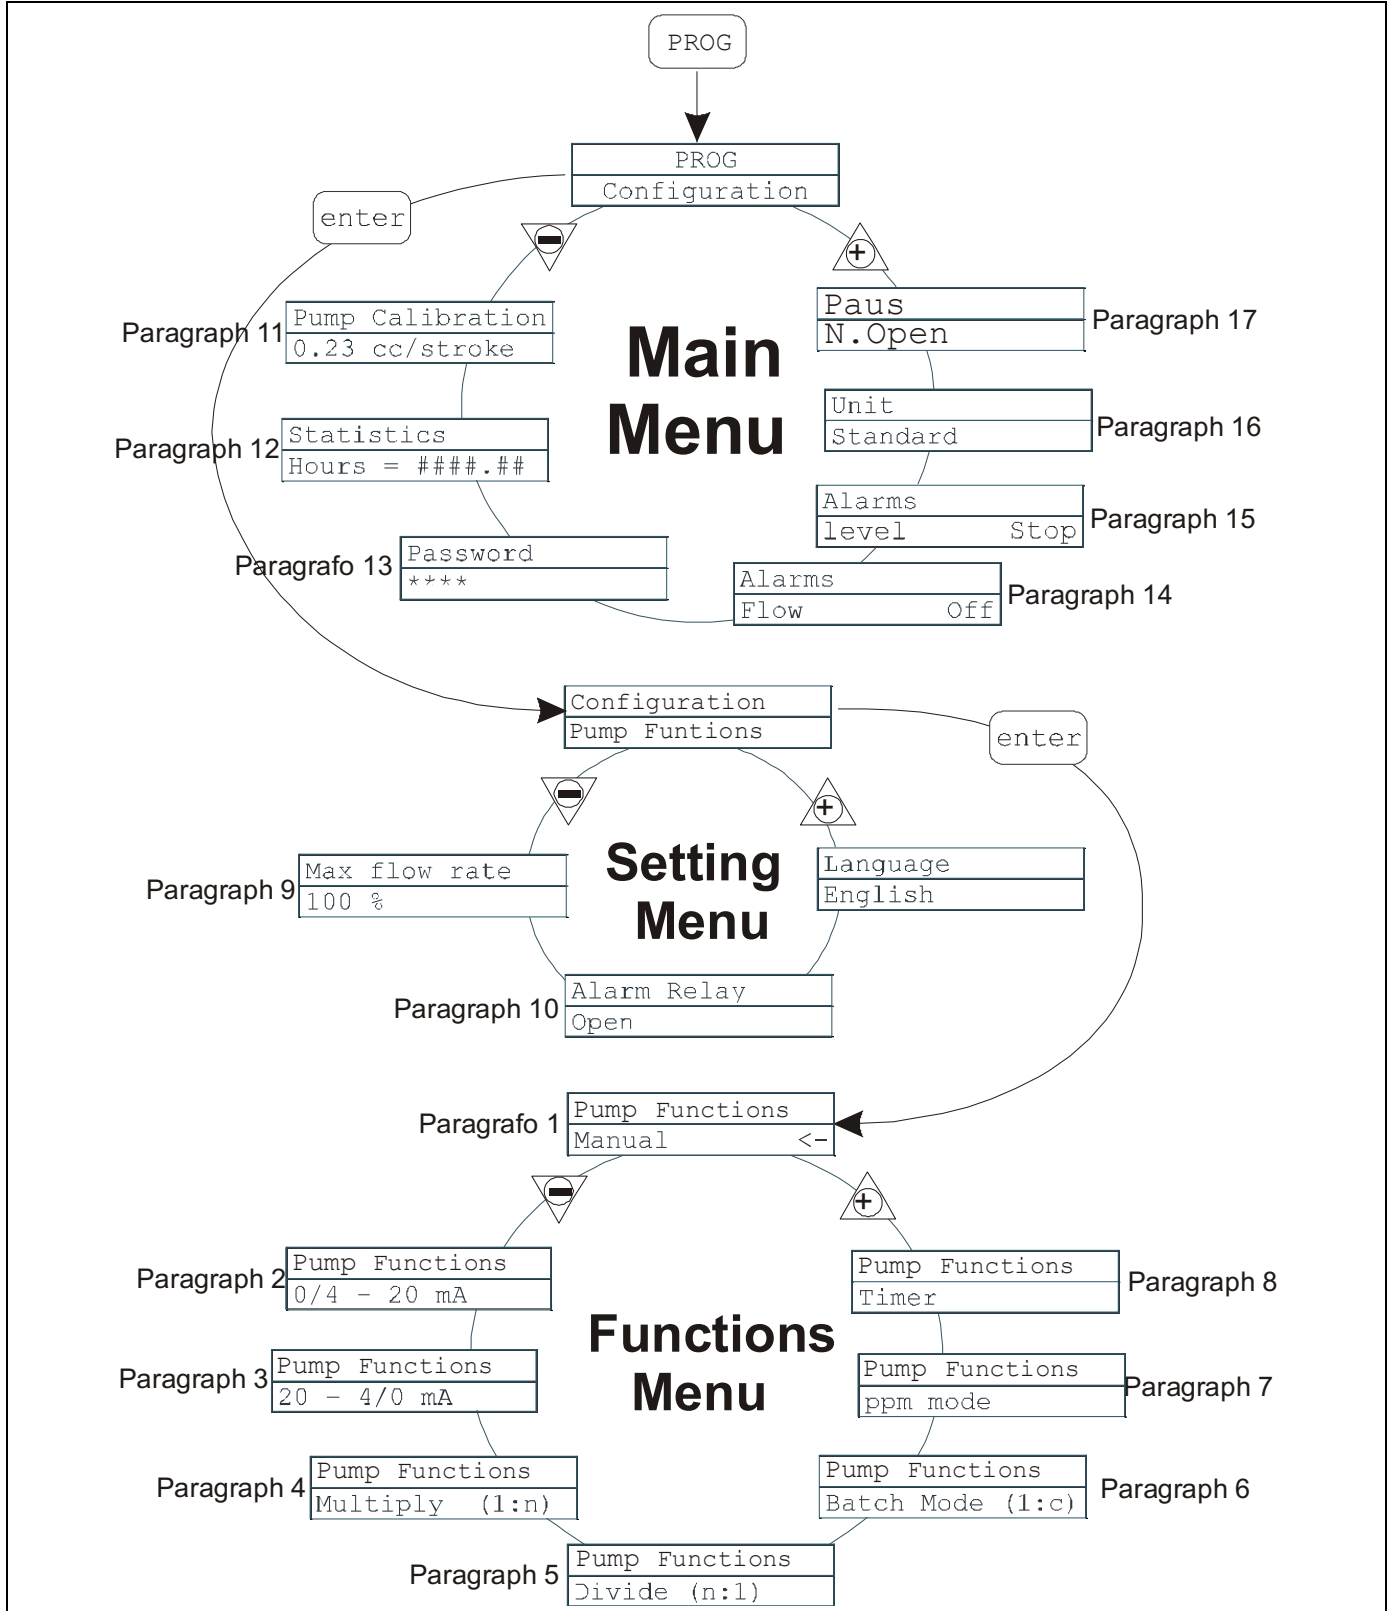 PROG
PROG
Configuration
enter
Paragraph 11
Pump Calibration
0.23 cc/stroke
Main
Menu
Paus
N.Open
Paragraph 17
Unit
Standard
Paragraph 16
Paragraph 12
Statistics
Hours = ####.##
Alarms
level Stop
Paragraph 15
Paragrafo 13
Password
****
Alarms
Flow Off
Paragraph 14
Configuration
Pump Funtions
enter
Setting
Menu
Paragraph 9
Max flow rate
100 %
Language
English
Paragraph 10
Alarm Relay
Open
Paragrafo 1
Pump Functions
Manual <-
Paragraph 2
Pump Functions
0/4 - 20 mA
Pump Functions
Timer
Paragraph 8
Functions
Menu
Paragraph 3
Pump Functions
20 - 4/0 mA
Pump Functions
ppm mode
Paragraph 7
Paragraph 4
Pump Functions
Multiply (1:n)
Pump Functions
Batch Mode (1:c)
Paragraph 6
Paragraph 5
Pump Functions
Divide (n:1)